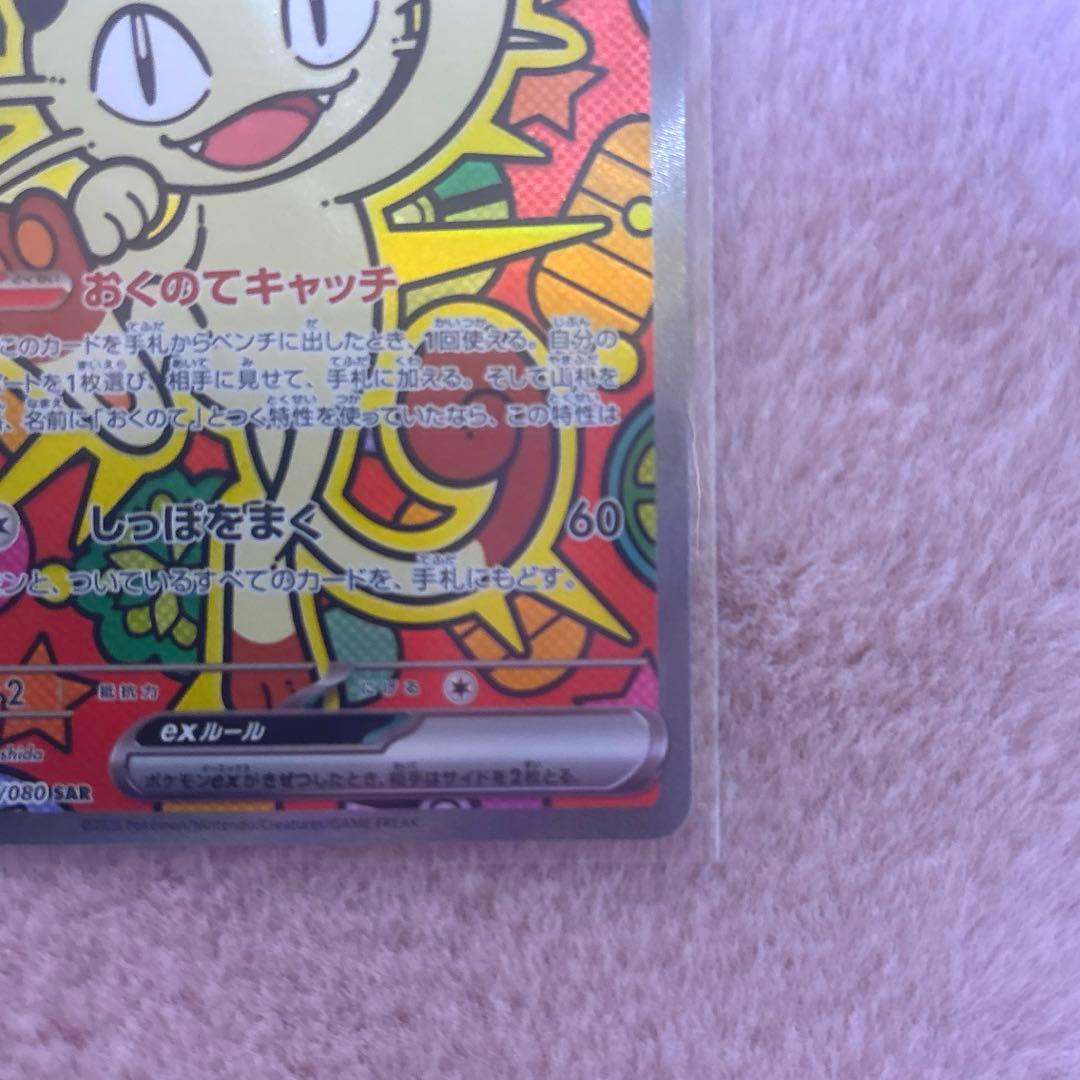 おくのてキャッチ
このカードを手札からベンチに出したとき、1回使える。自分の
ードを1枚選び、相手に見せて、手札に加える。そして山札を
、名前に「おくのて」とつく特性を使っていたなら、この特性は
しっぽをまく 60
ンと、ついているすべてのカードを、手札にもどす。
2 抵抗力 にげる
exルール
shida
ポケモンexがきぜつしたとき、相手はサイドを2枚とる。
/080 SAR
Pokémon/Nintendo/Creatures/GAME FREAK